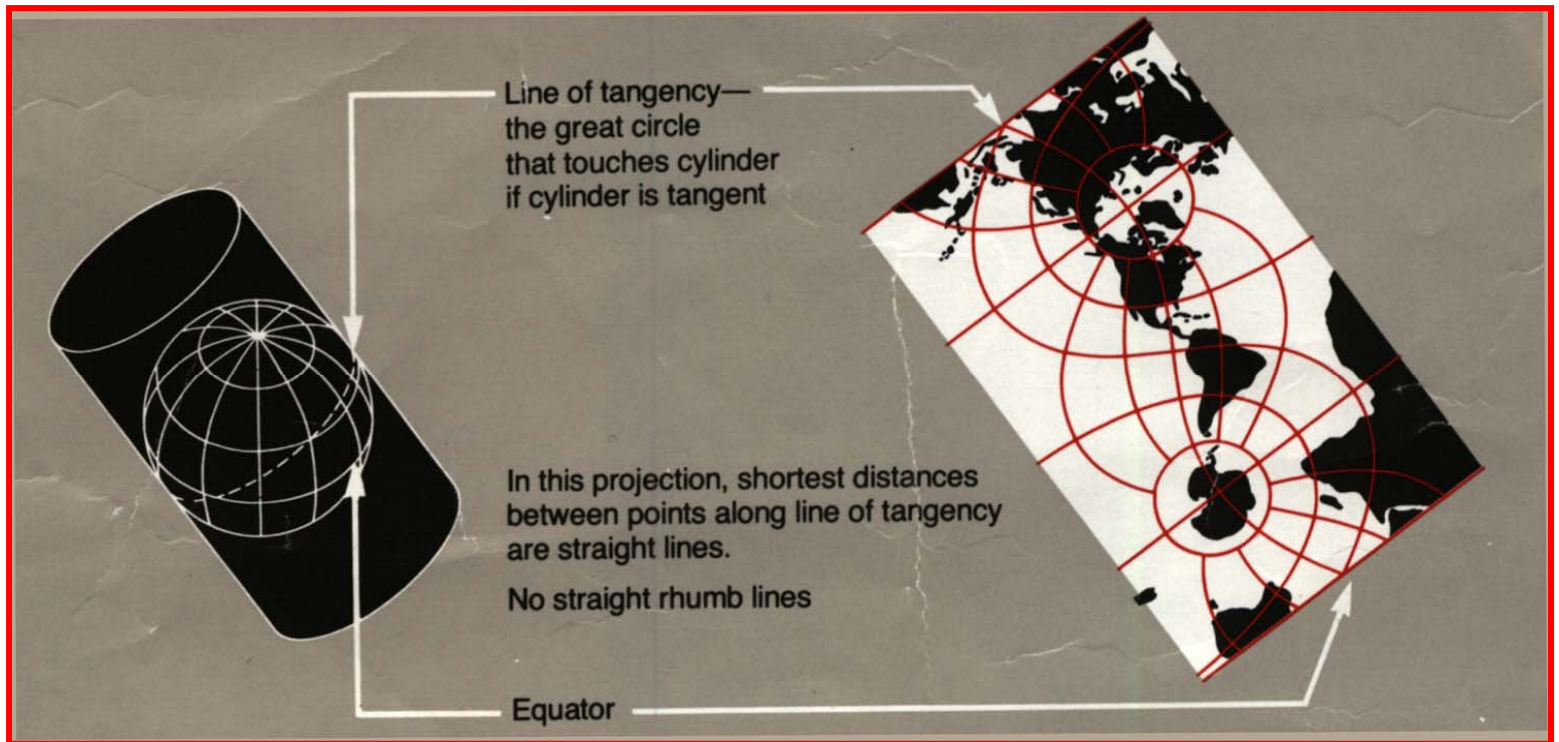 Line of tangency—
the great circle
that touches cylinder
if cylinder is tangent
In this projection, shortest distances
between points along line of tangency
are straight lines.
No straight rhumb lines
Equator